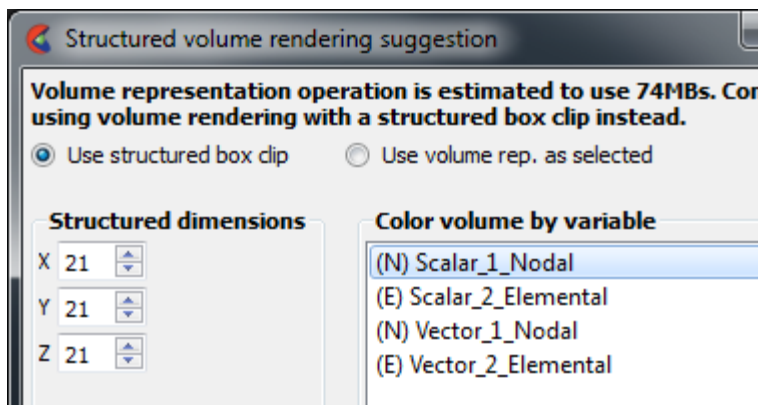 Structured volume rendering suggestion
Volume representation operation is estimated to use 74MBs.
using volume rendering with a structured box clip instead.
Use structured box clip Use volume rep. as selected
Structured dimensions Color volume by variable
X 21
Y 21
Z 21
(N) Scalar_1_Nodal
(E) Scalar_2_Elemental
(N) Vector_1_Nodal
(E) Vector_2_Elemental